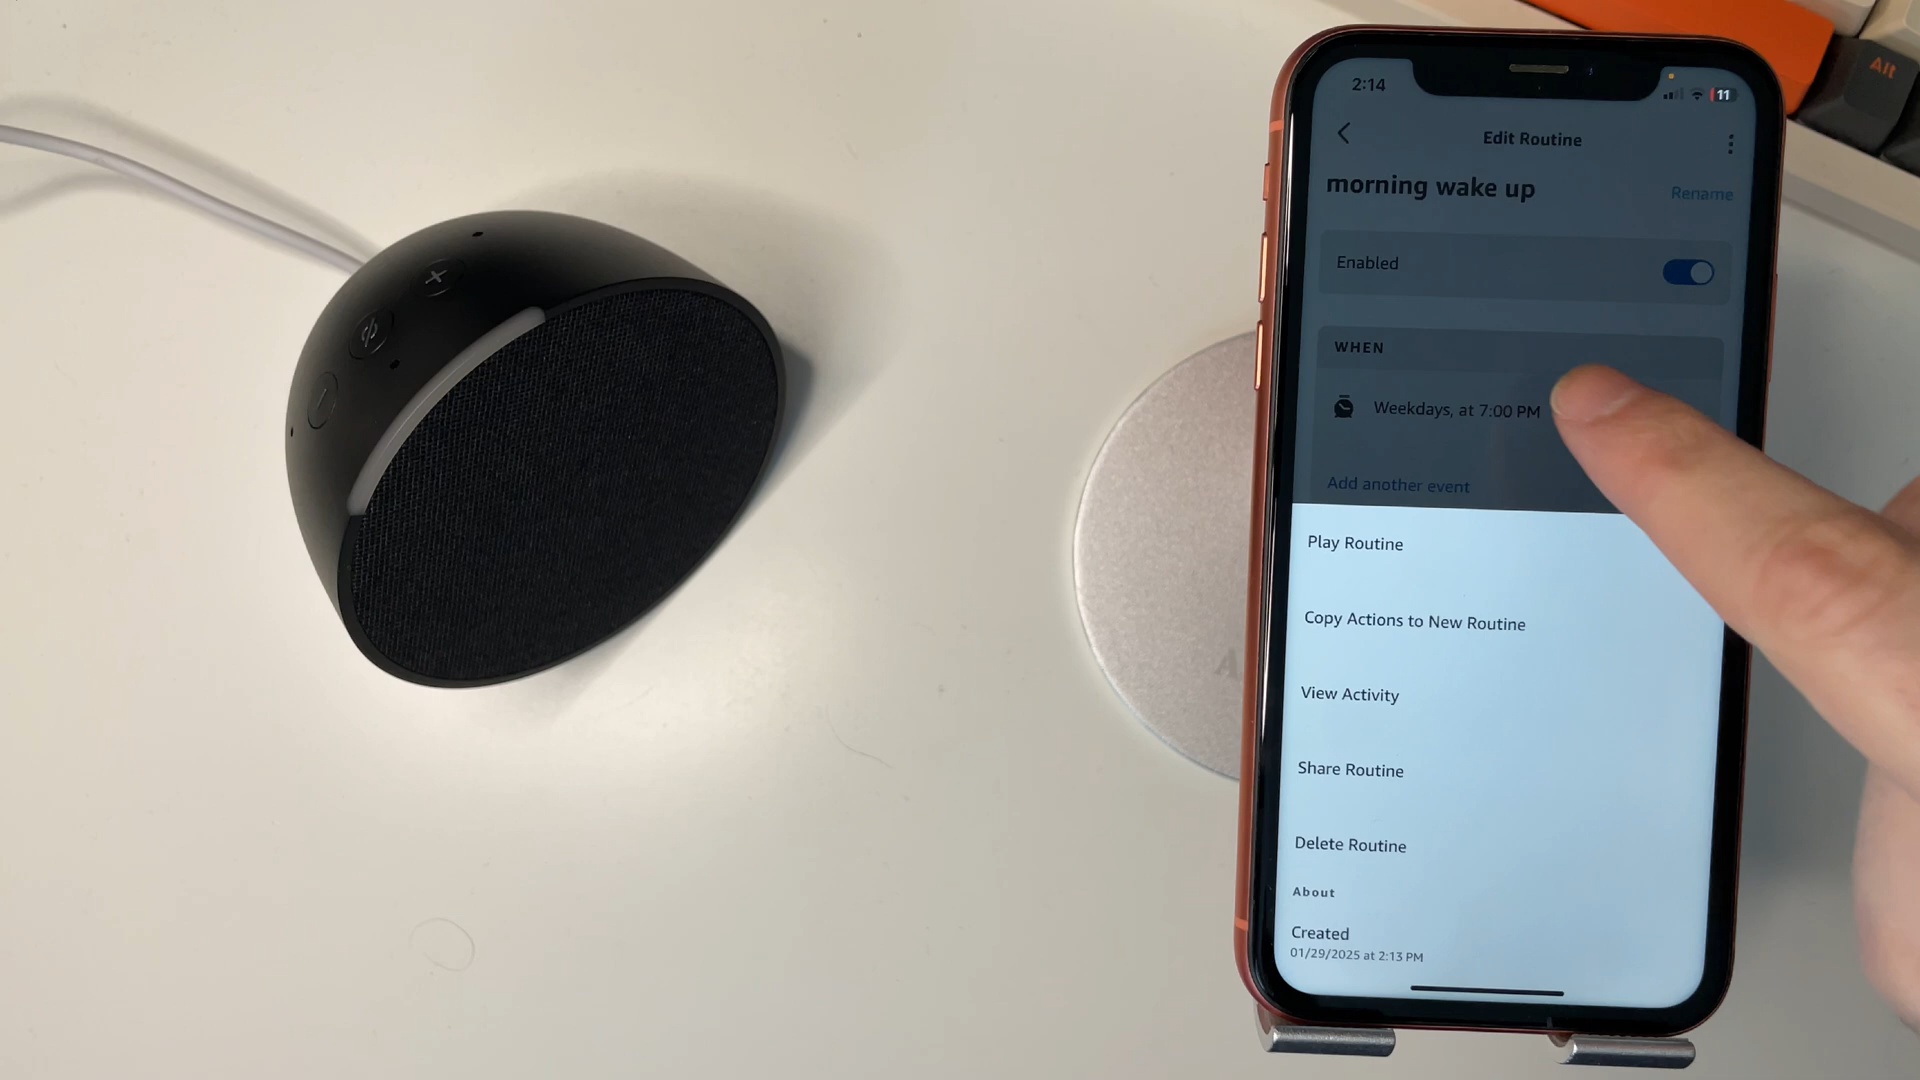 2:14
11
Alt
Edit Routine
morning wake up
Rename
Enabled
WHEN
Weekdays, at 7:00 PM
Add another event
Play Routine
Copy Actions to New Routine
View Activity
Share Routine
Delete Routine
About
Created
01/29/2025 at 2:13 PM